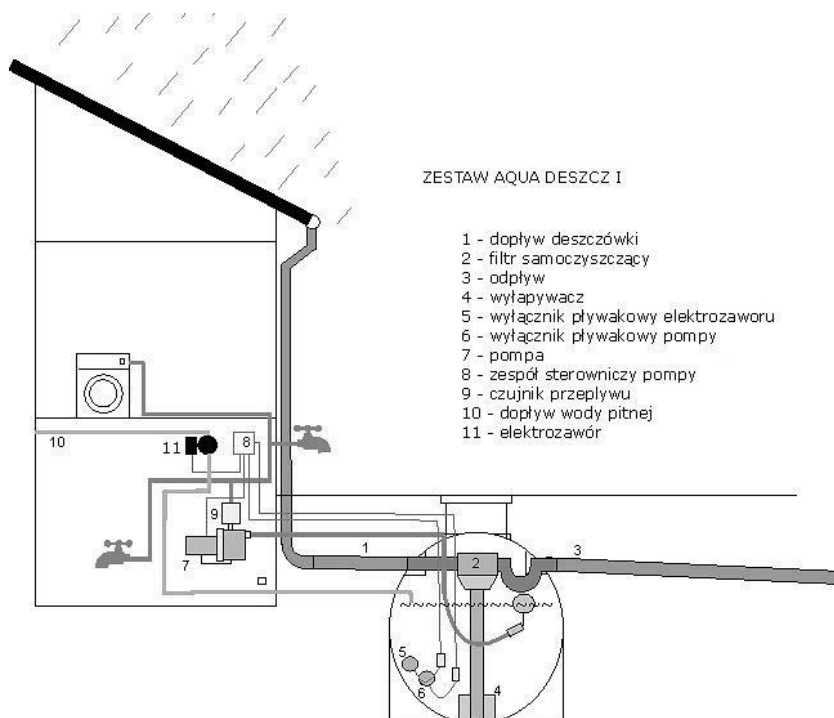 ZESTAW AQUA DESZCZ I
1 - dopływ deszczówki
2 - filtr samoczyszczący
3 - odpływ
4 - wyłapywacz
5 - wyłącznik pływakowy elektrozaworu
6 - wyłącznik pływakowy pompy
7 - pompa
8 - zespół sterowniczy pompy
9 - czujnik przepływu
10 - dopływ wody pitnej
11 - elektrozawór
10
11
8
9
7
1
2
3
5
6
4